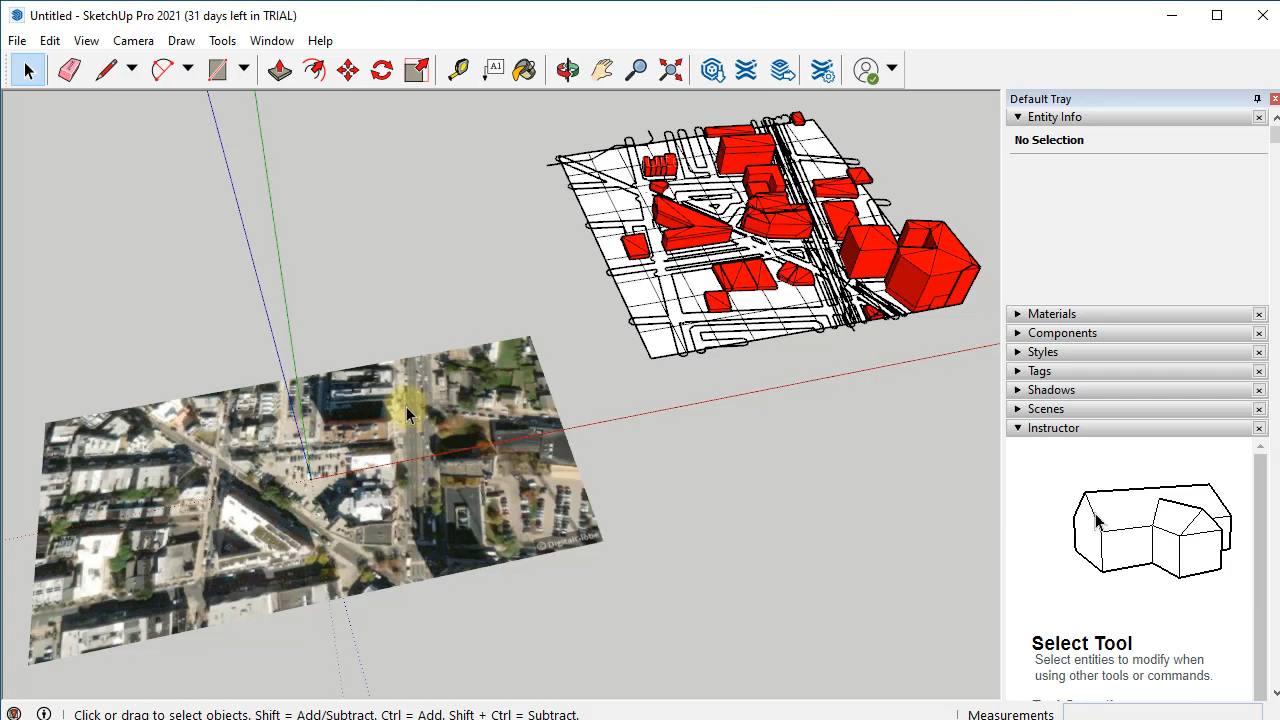 Untitled - SketchUp Pro 2021 (31 days left in TRIAL)
File Edit View Camera Draw Tools Window Help
A1
Default Tray
Entity Info
No Selection
Materials
Components
Styles
Tags
Shadows
Scenes
Instructor
© DigitalGlobe
Select Tool
Select entities to modify when
using other tools or commands.
Click or drag to select objects. Shift = Add/Subtract. Ctrl = Add. Shift + Ctrl = Subtract.
Measurements